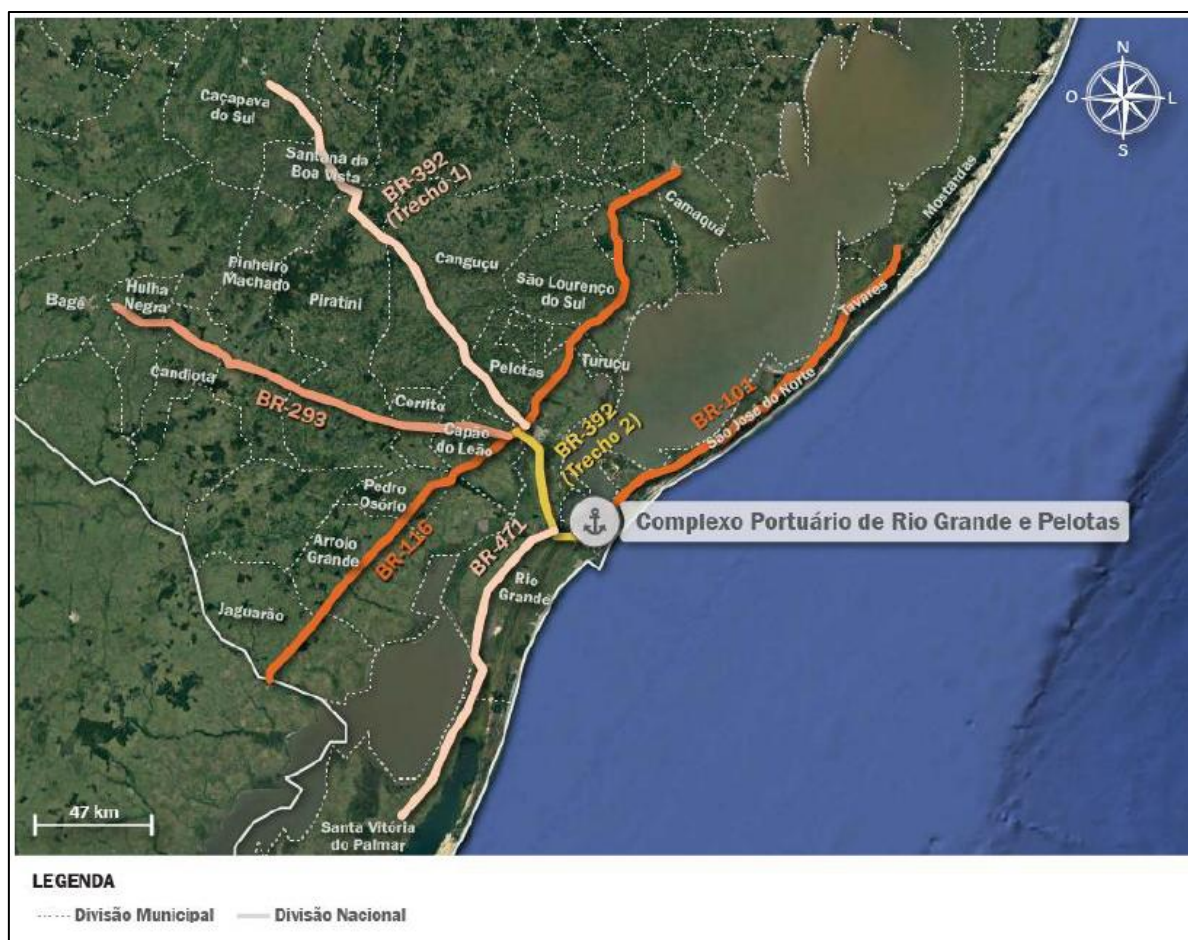 N
O
L
S
Caçapava
do Sul
Santana da
Boa Vista
BR-392
(Trecho 1)
Camaquã
Mostardas
Canguçu
São Lourenço
do Sul
Pinheiro
Machado
Piratini
Hulha
Negra
Bagé
Tavares
Candiota
Pelotas
Turuçu
BR-293
Cerrito
BR-101
São José do Norte
Capão
do Leão
BR-392
(Trecho 2)
Pedro
Osório
Complexo Portuário de Rio Grande e Pelotas
BR-116
BR-471
Arroio
Grande
Rio
Grande
Jaguarão
47 km
Santa Vitória
do Palmar
LEGENDA
Divisão Municipal
Divisão Nacional